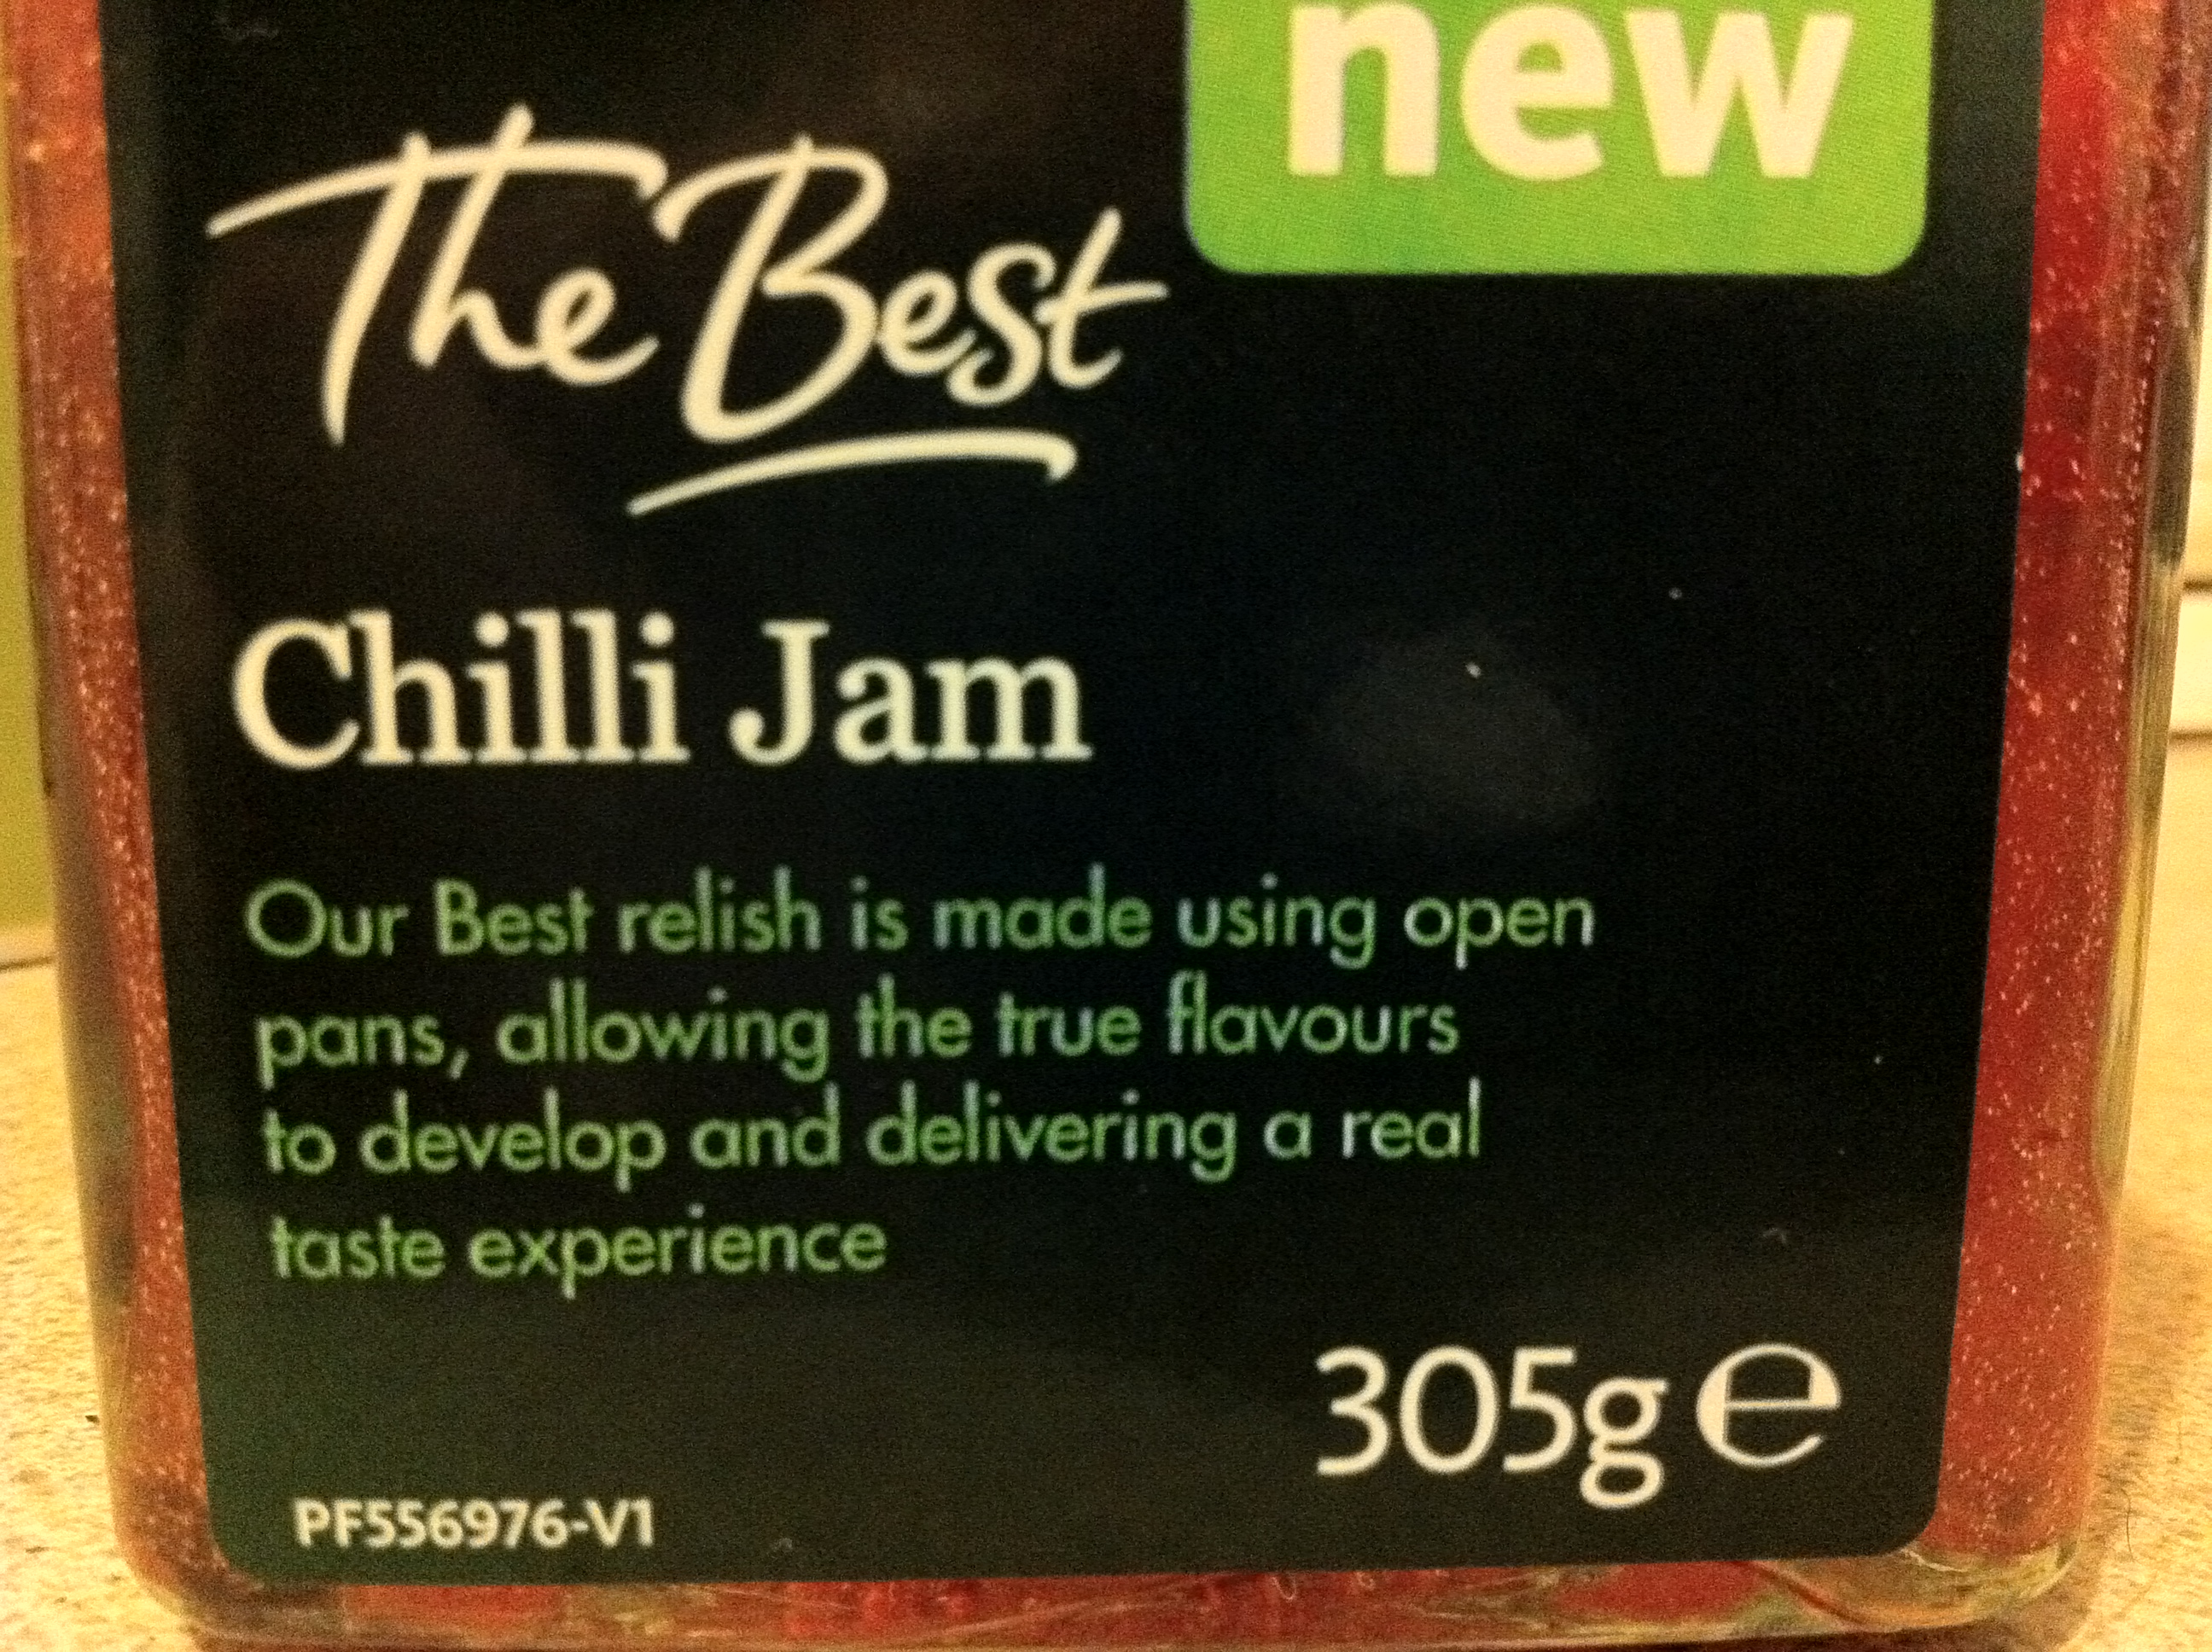 new
The Best
Chilli Jam
Our Best relish is made using open
pans, allowing the true flavours
to develop and delivering a real
taste experience
305g e
PF556976-V1